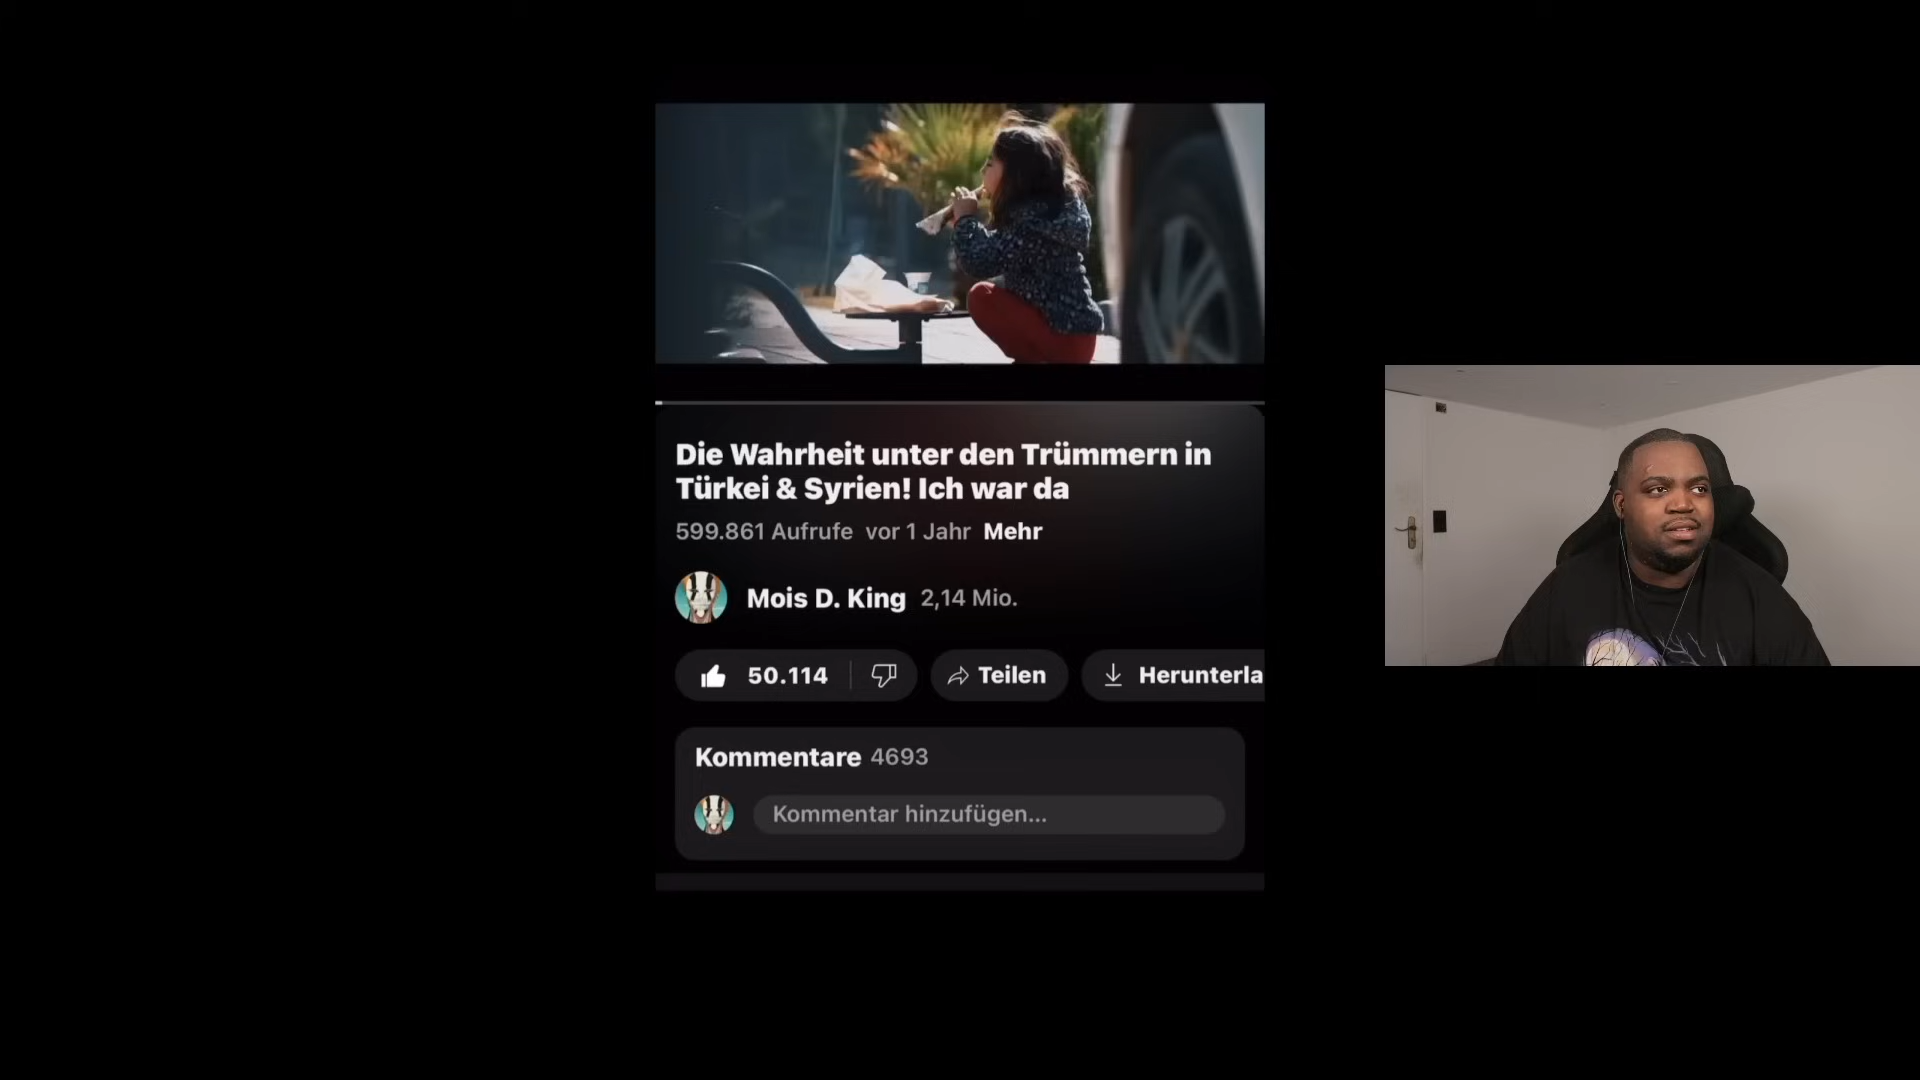 Die Wahrheit unter den Trümmern in
Türkei & Syrien! Ich war da
599.861 Aufrufe vor 1 Jahr Mehr
Mois D. King 2,14 Mio.
50.114 Teilen Herunterla
Kommentare 4693
Kommentar hinzufügen...